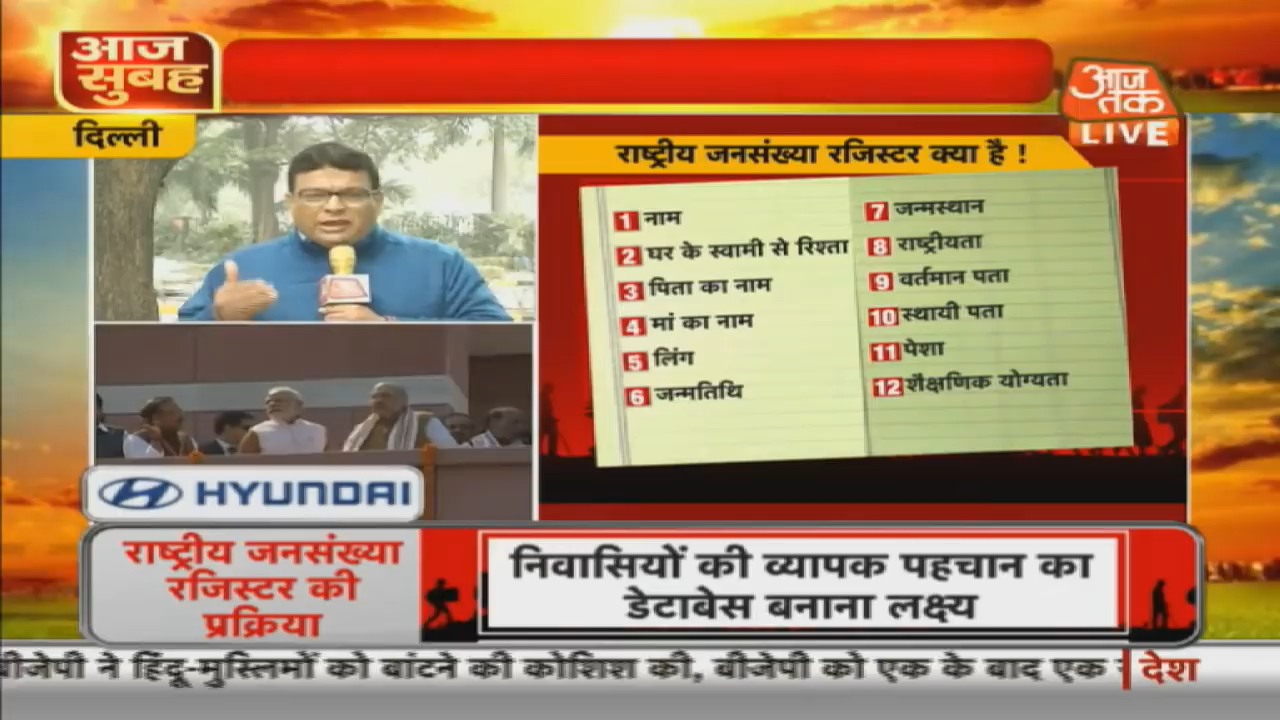 आज
सुबह
आज
तक
LIVE
दिल्ली
राष्ट्रीय जनसंख्या रजिस्टर क्या है !
1 नाम
2 घर के स्वामी से रिश्ता
3 पिता का नाम
4 मां का नाम
5 लिंग
6 जन्मतिथि
7 जन्मस्थान
8 राष्ट्रीयता
9 वर्तमान पता
10 स्थायी पता
11 पेशा
12 शैक्षणिक योग्यता
HYUNDAI
राष्ट्रीय जनसंख्या
रजिस्टर की
प्रक्रिया
निवासियों की व्यापक पहचान का
डेटाबेस बनाना लक्ष्य
बीजेपी ने हिंदू-मुस्लिमों को बांटने की कोशिश की, बीजेपी को एक के बाद एक
देश